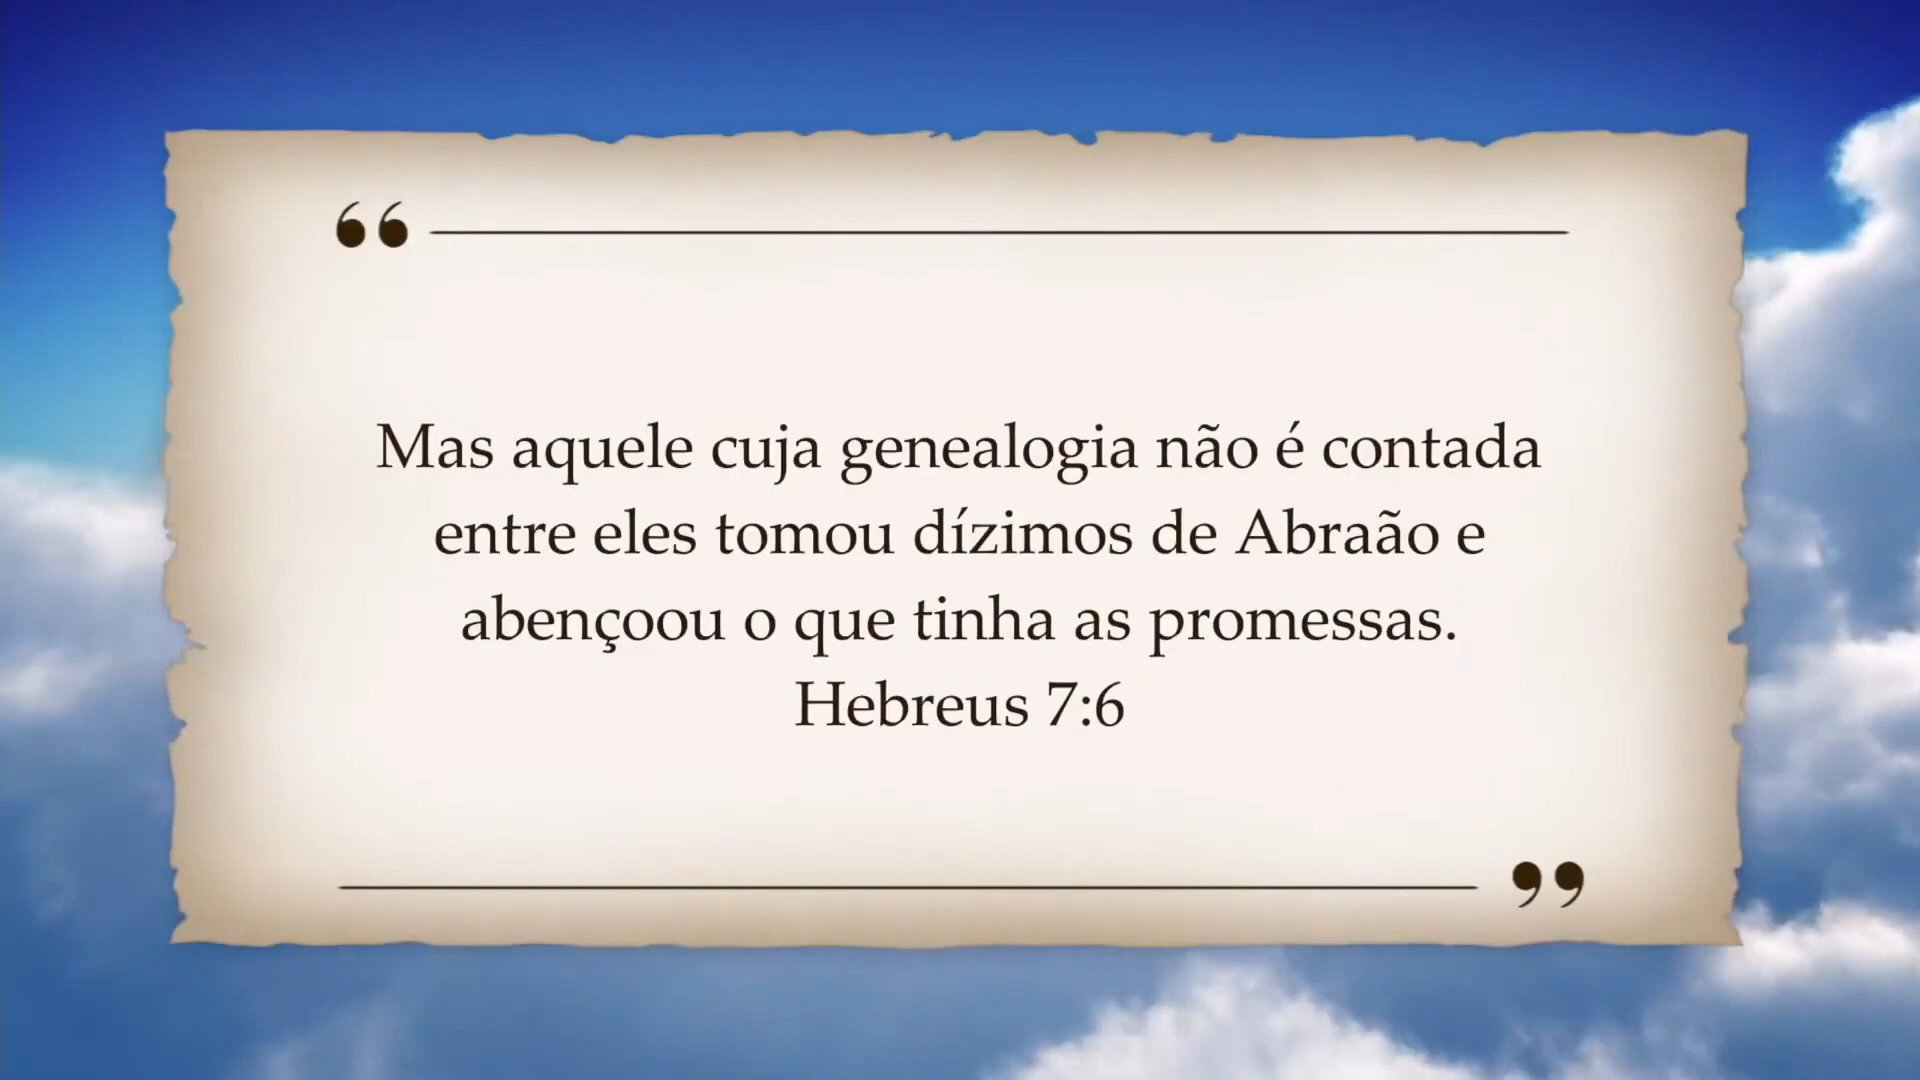 “
Mas aquele cuja genealogia não é contada
entre eles tomou dízimos de Abraão e
abençoou o que tinha as promessas.
Hebreus 7:6
”